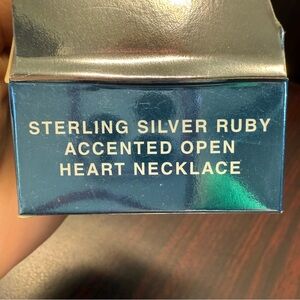 STERLING SILVER RUBY
ACCENTED OPEN
HEART NECKLACE